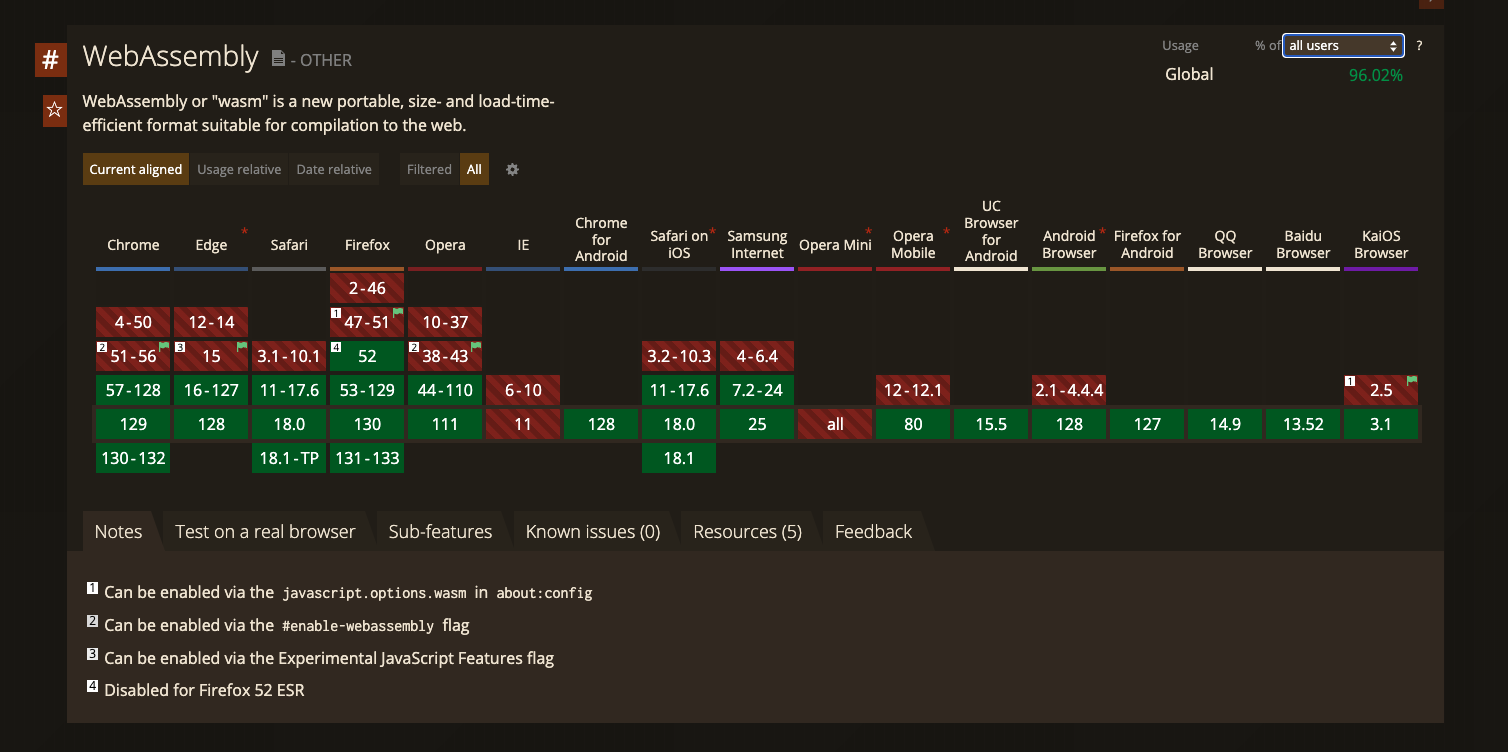 #
WebAssembly - OTHER
Usage % of all users ?
Global 96.02%
WebAssembly or "wasm" is a new portable, size- and load-time-
efficient format suitable for compilation to the web.
Current aligned Usage relative Date relative Filtered All
Chrome
Edge *
Safari
Firefox
Opera
IE
Chrome
for
Android
Safari on *
iOS
Samsung
Internet
Opera Mini *
Opera *
Mobile
UC
Browser
for
Android
Android *
Browser
Firefox for
Android
QQ
Browser
Baidu
Browser
KaiOS
Browser
2-46
4-50 12-14 1 47-51 10-37
2 51-56 3 15 3.1-10.1 4 52 2 38-43 3.2-10.3 4-6.4
57-128 16-127 11-17.6 53-129 44-110 6-10 11-17.6 7.2-24 12-12.1 2.1-4.4.4 1 2.5
129 128 18.0 130 111 11 128 18.0 25 all 80 15.5 128 127 14.9 13.52 3.1
130-132 18.1-TP 131-133 18.1
Notes Test on a real browser Sub-features Known issues (0) Resources (5) Feedback
1 Can be enabled via the javascript.options.wasm in about:config
2 Can be enabled via the #enable-webassembly flag
3 Can be enabled via the Experimental JavaScript Features flag
4 Disabled for Firefox 52 ESR